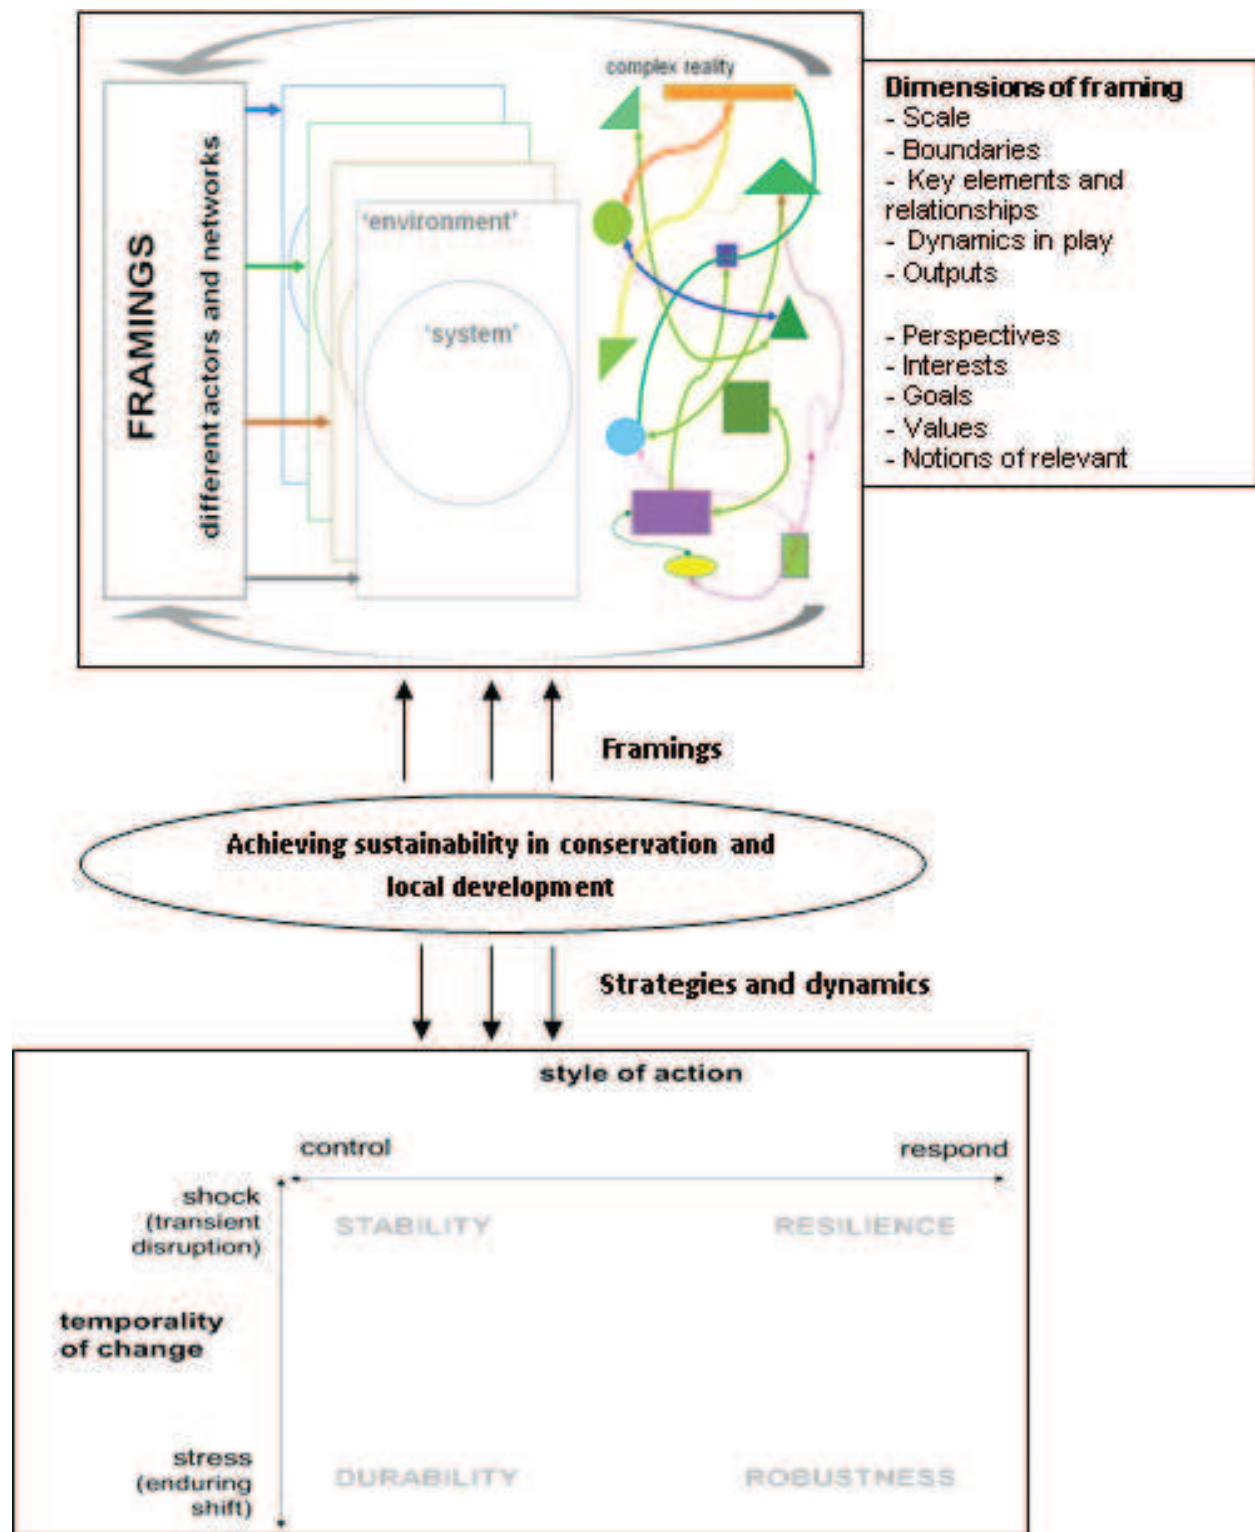 complex reality
FRAMINGS
different actors and networks
'environment'
'system'
Dimensions of framing
- Scale
- Boundaries
- Key elements and
relationships
- Dynamics in play
- Outputs
- Perspectives
- Interests
- Goals
- Values
- Notions of relevant
Framings
Achieving sustainability in conservation and
local development
Strategies and dynamics
style of action
control
respond
shock
(transient
disruption)
STABILITY
RESILIENCE
temporality
of change
stress
(enduring
shift)
DURABILITY
ROBUSTNESS